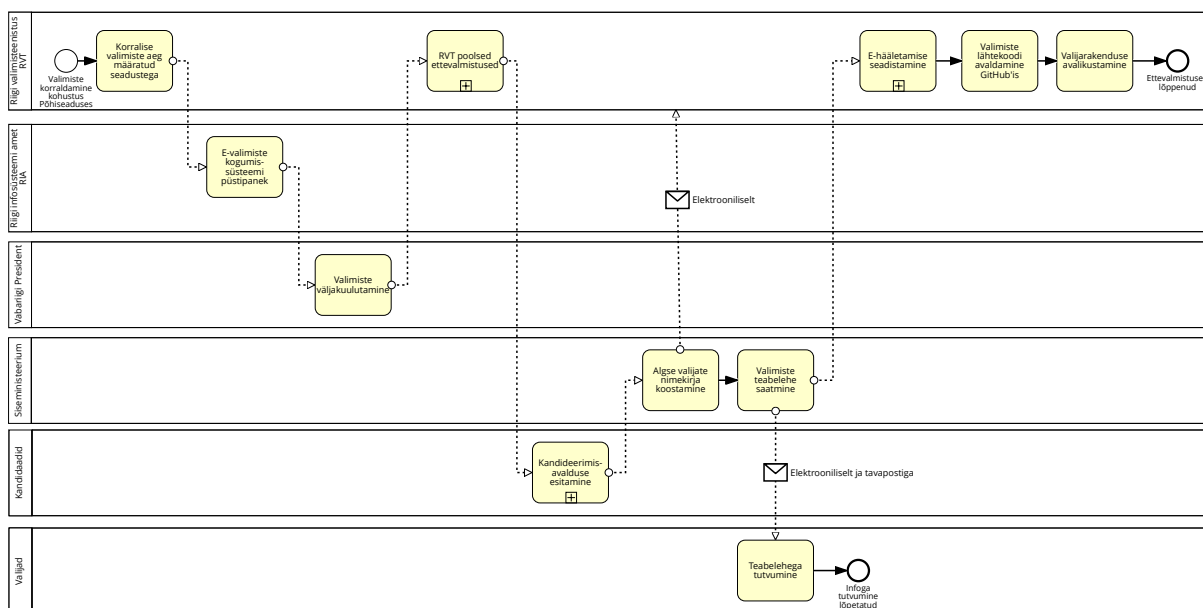 Riigi valimisteenistus
RVT
Valimiste
korraldamine
kohustus
Põhiseaduses
Korralise
valimiste aeg
määratud
seadustega
RVT poolsed
ettevalmistused
E-hääletamise
seadistamine
Valimiste
lähtekoodi
avaldamine
GitHub'is
Valijarakenduse
avalikustamine
Ettevalmistuse
lõppenud
Riigi infosüsteemi amet
RIA
E-valimiste
kogumis-
süsteemi
püstipanek
Elektrooniliselt
Vabariigi President
Valimiste
väljakuulutamine
Siseministeerium
Algse valijate
nimekirja
koostamine
Valimiste
teabelehe
saatmine
Kandidaadid
Kandideerimis-
avalduse
esitamine
Elektrooniliselt ja tavapostiga
Valijad
Teabelehega
tutvumine
Infoga
tutvumine
lõpetatud